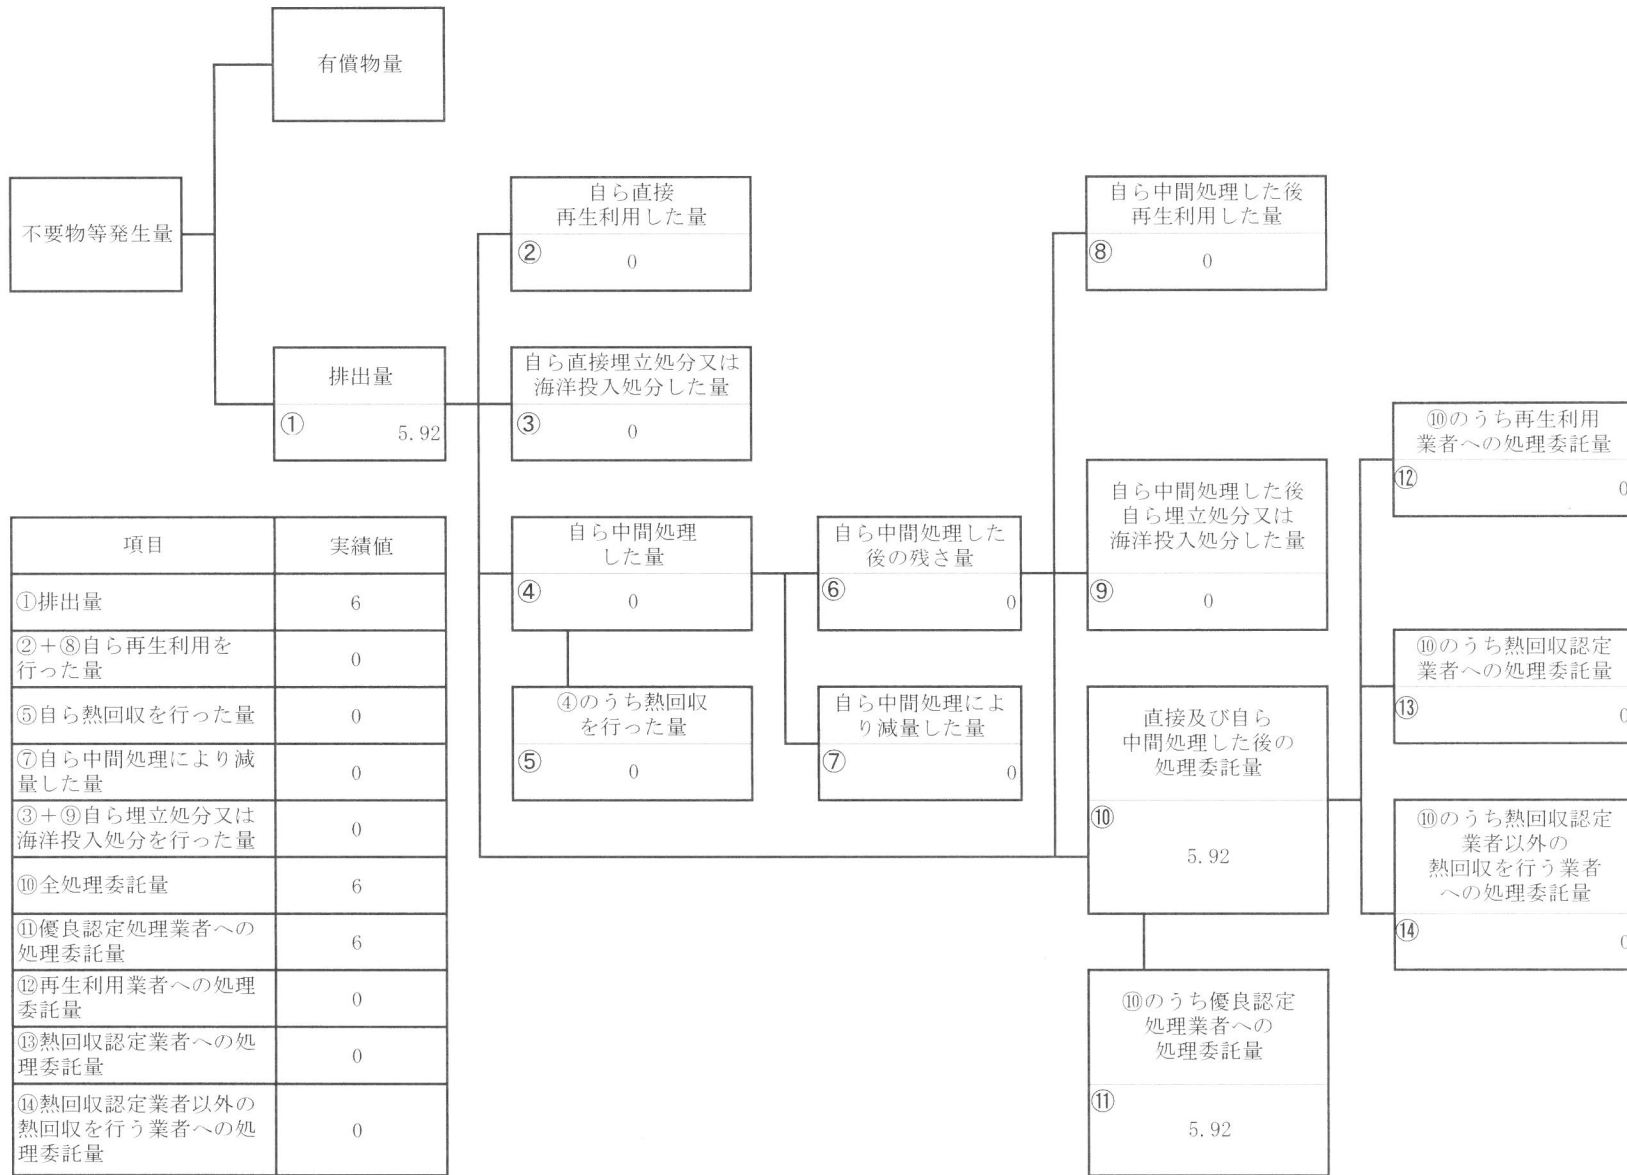 有償物量
不要物等発生量
排出量
①
5.92
自ら直接
再生利用した量
②
0
自ら直接埋立処分又は
海洋投入処分した量
③
0
自ら中間処理
した量
④
0
④のうち熱回収
を行った量
⑤
0
自ら中間処理した
後の残さ量
⑥
0
自ら中間処理によ
り減量した量
⑦
0
自ら中間処理した後
再生利用した量
⑧
0
自ら中間処理した後
自ら埋立処分又は
海洋投入処分した量
⑨
0
直接及び自ら
中間処理した後の
処理委託量
⑩
5.92
⑩のうち優良認定
処理業者への
処理委託量
⑪
5.92
⑩のうち再生利用
業者への処理委託量
⑫
0
⑩のうち熱回収認定
業者への処理委託量
⑬
0
⑩のうち熱回収認定
業者以外の
熱回収を行う業者
への処理委託量
⑭
0
項目
実績値
①排出量
6
②+⑧自ら再生利用を
行った量
0
⑤自ら熱回収を行った量
0
⑦自ら中間処理により減
量した量
0
③+⑨自ら埋立処分又は
海洋投入処分を行った量
0
⑩全処理委託量
6
⑪優良認定処理業者への
処理委託量
6
⑫再生利用業者への処理
委託量
0
⑬熱回収認定業者への処
理委託量
0
⑭熱回収認定業者以外の
熱回収を行う業者への処
理委託量
0